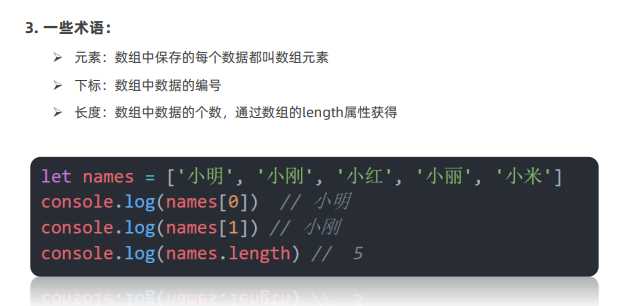 3. 一些术语：
➢ 元素：数组中保存的每个数据都叫数组元素
➢ 下标：数组中数据的编号
➢ 长度：数组中数据的个数，通过数组的length属性获得
let names = ['小明', '小刚', '小红', '小丽', '小米']
console.log(names[0])  // 小明
console.log(names[1]) // 小刚
console.log(names.length) //  5